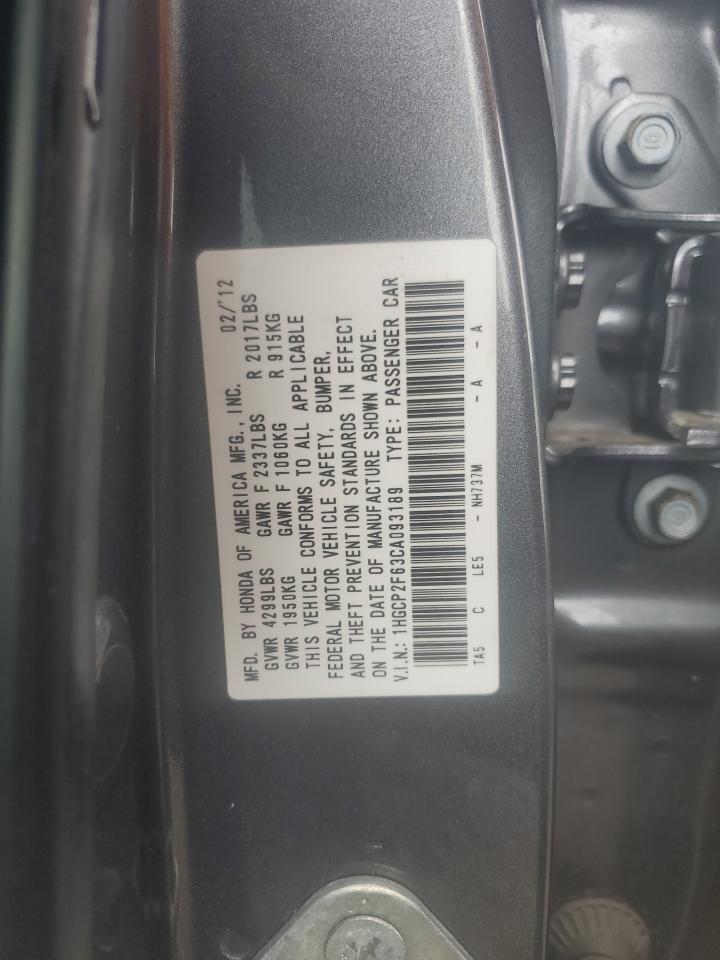 MFD. BY HONDA OF AMERICA MFG., INC. 02/'12
GVWR 4299LBS GAWR F 2337LBS R 2017LBS
GVWR 1950KG GAWR F 1060KG R 915KG
THIS VEHICLE CONFORMS TO ALL APPLICABLE
FEDERAL MOTOR VEHICLE SAFETY, BUMPER,
AND THEFT PREVENTION STANDARDS IN EFFECT
ON THE DATE OF MANUFACTURE SHOWN ABOVE.
V.I.N.: 1HGCP2F63CA093189 TYPE: PASSENGER CAR
TA5 C LE5 - NH737M - A - A
10